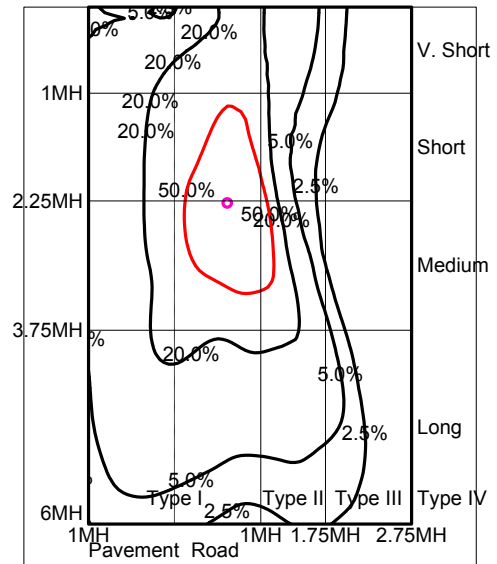 5.0%
20.0%
V. Short
20.0%
1MH
20.0%
20.0%
5.0%
Short
2.5%
50.0%
2.25MH
50.0%
20.0%
Medium
3.75MH
20.0%
5.0%
Long
2.5%
5.0%
Type I
Type II
Type III
Type IV
2.5%
6MH
1MH
1MH
1.75MH
2.75MH
Pavement Road